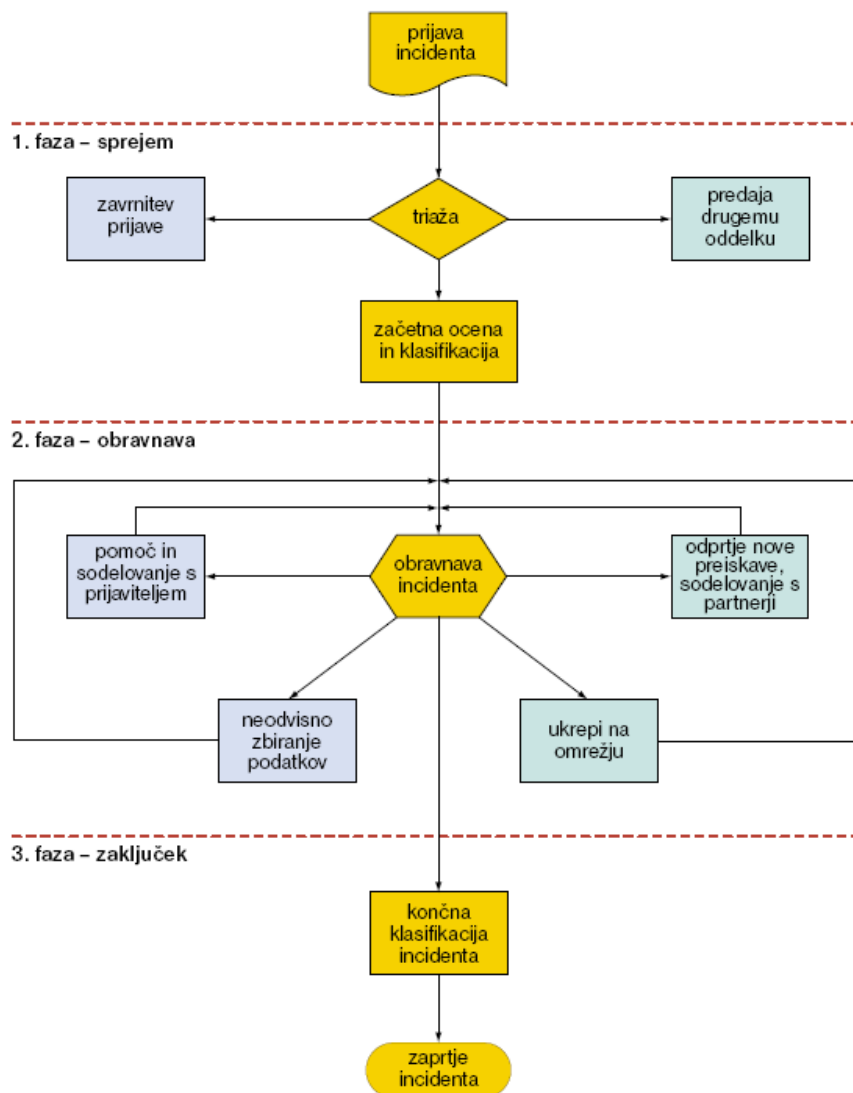 prijava
incidenta
1. faza – sprejem
zavrnitev
prijave
triaža
predaja
drugemu
oddelku
začetna ocena
in klasifikacija
2. faza – obravnava
pomoč in
sodelovanje s
prijaviteljem
obravnava
incidenta
odprtje nove
preiskave,
sodelovanje s
partnerji
neodvisno
zbiranje
podatkov
ukrepi na
omrežju
3. faza – zaključek
končna
klasifikacija
incidenta
zaprtje
incidenta